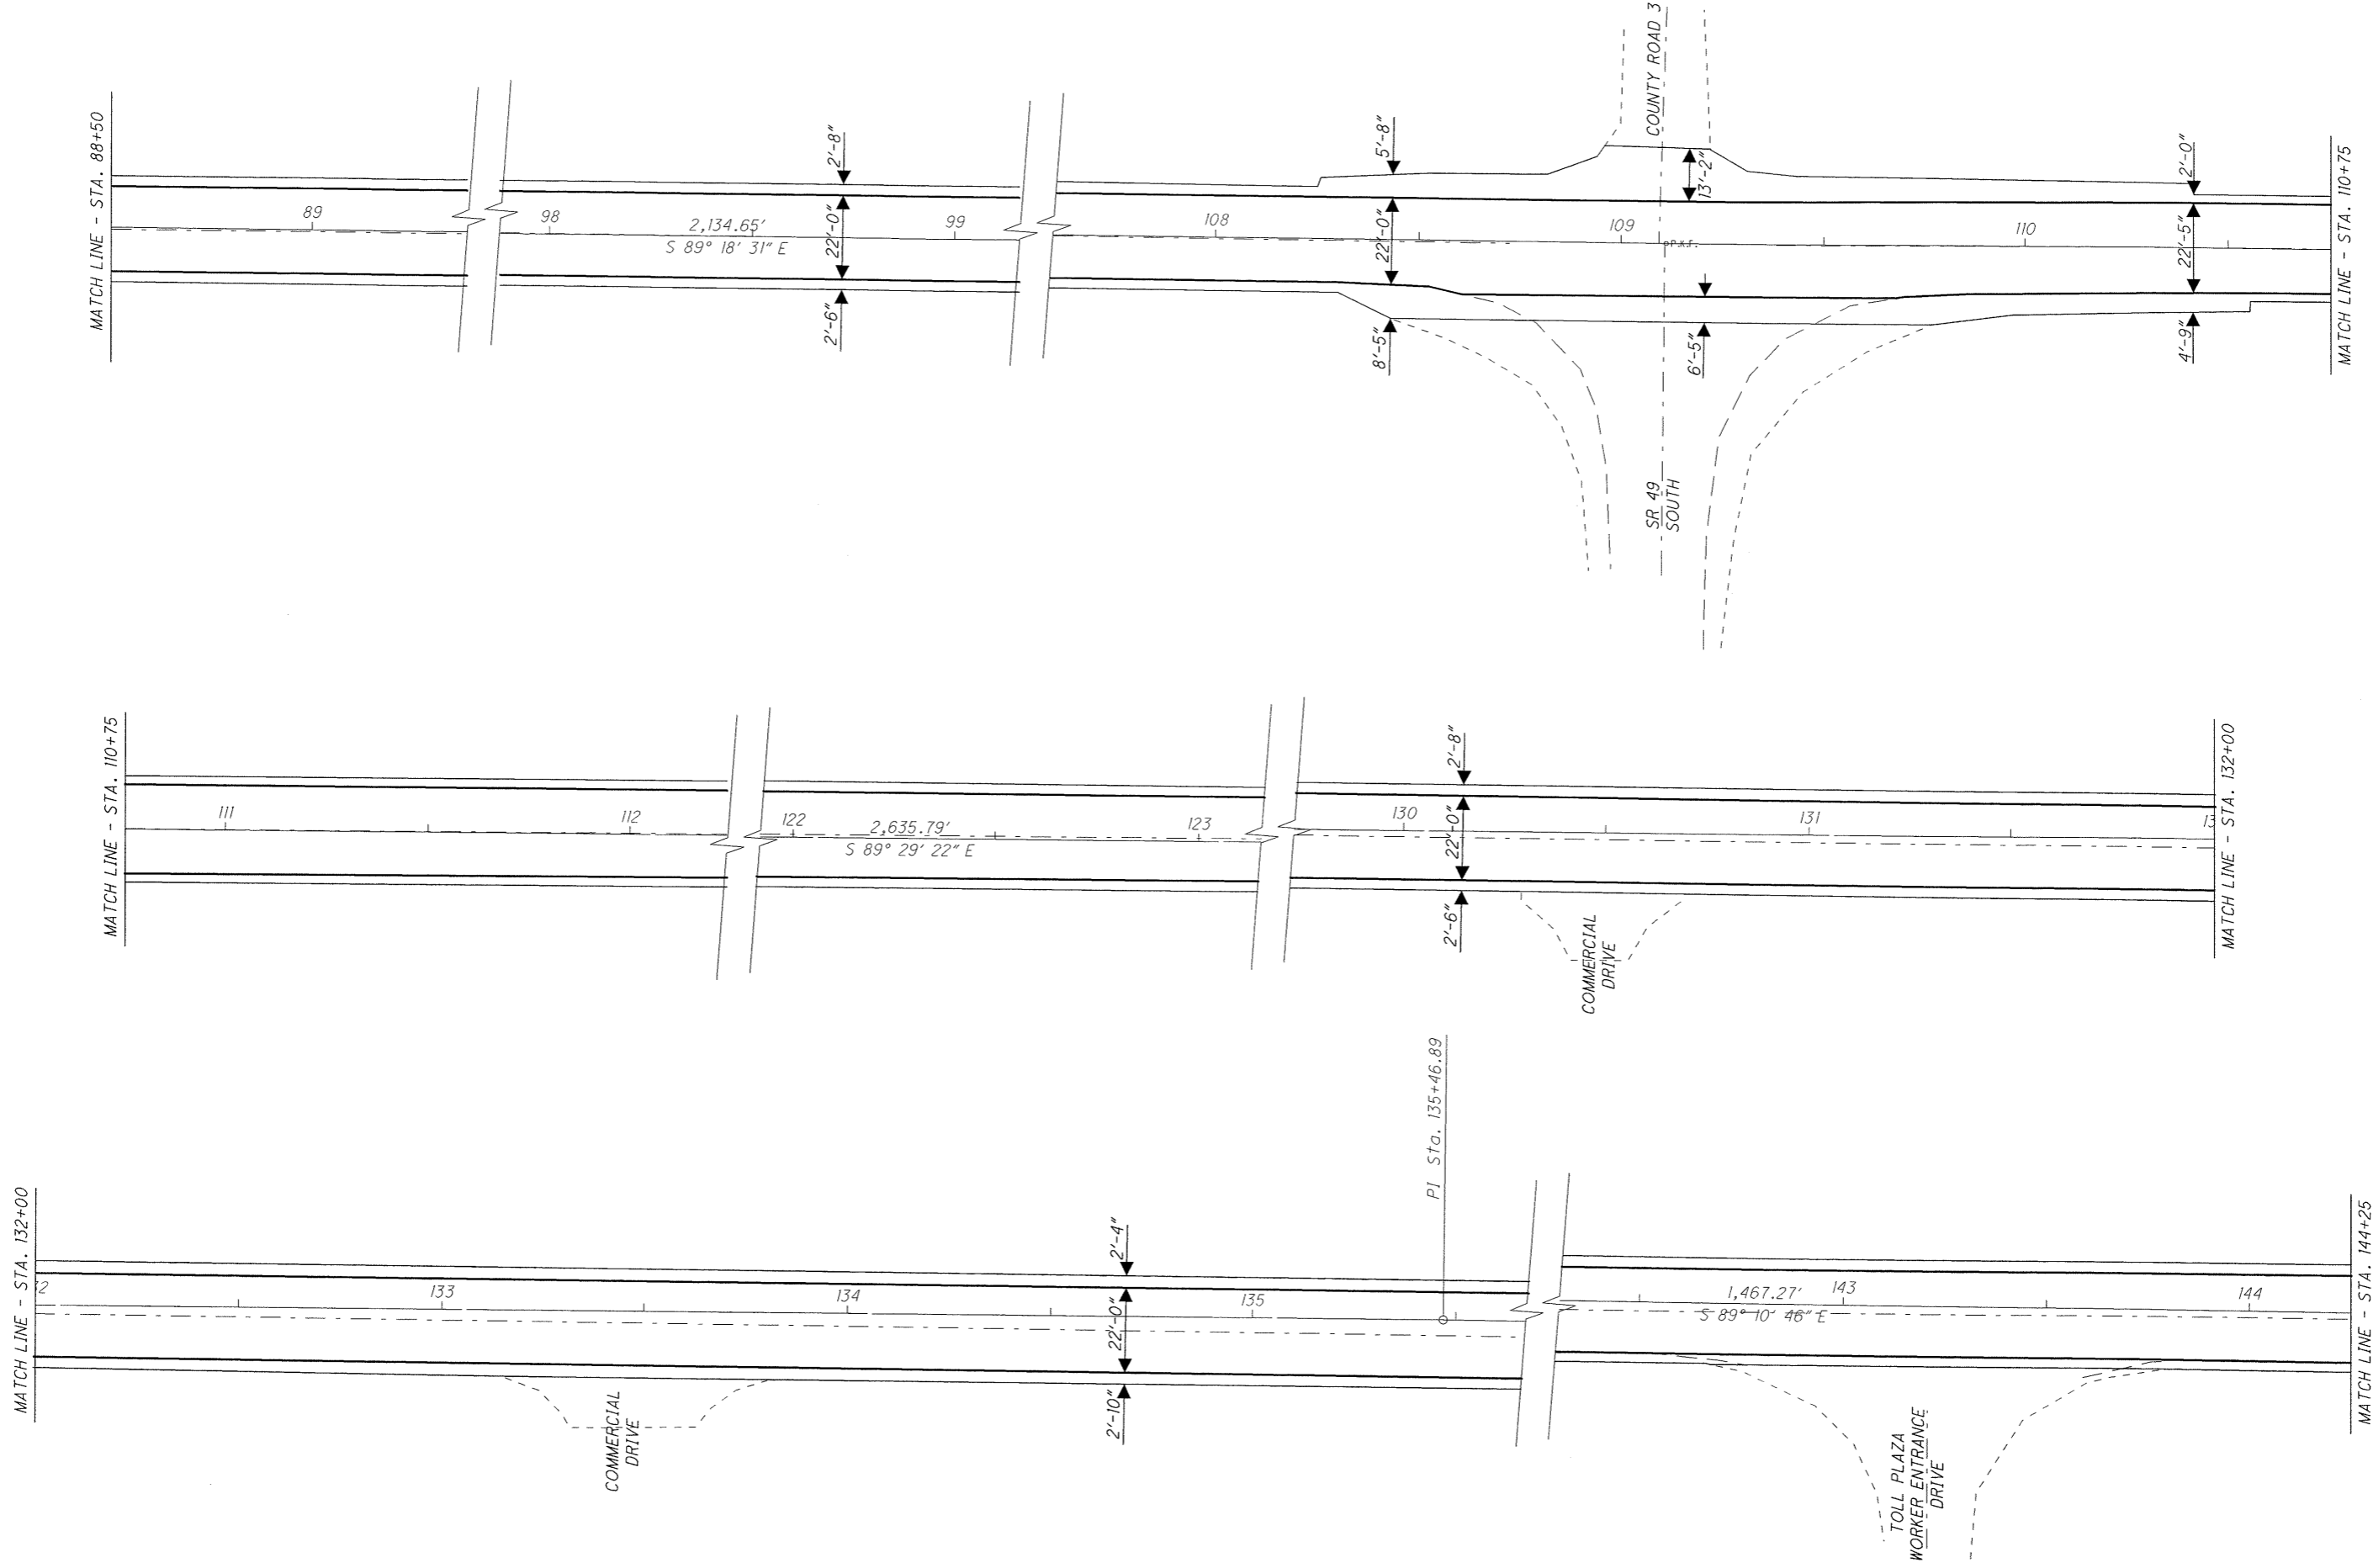 MATCH LINE - STA. 88+50
89
98
2,134.65'
S 89° 18' 31" E
2'-8"
22'-0"
2'-6"
99
108
5'-8"
22'-0"
8'-5"
109
COUNTY ROAD 3
13'-2"
P.K.F.
6'-5"
SR 49
SOUTH
110
2'-0"
22'-5"
4'-9"
MATCH LINE - STA. 110+75
MATCH LINE - STA. 110+75
111
112
122
2,635.79'
S 89° 29' 22" E
123
130
2'-8"
22'-0"
2'-6"
COMMERCIAL
DRIVE
131
13
MATCH LINE - STA. 132+00
MATCH LINE - STA. 132+00
32
133
COMMERCIAL
DRIVE
134
2'-4"
22'-0"
2'-10"
135
PI Sta. 135+46.89
1,467.27'
S 89° 10' 46" E
143
144
TOLL PLAZA
WORKER ENTRANCE
DRIVE
MATCH LINE - STA. 144+25